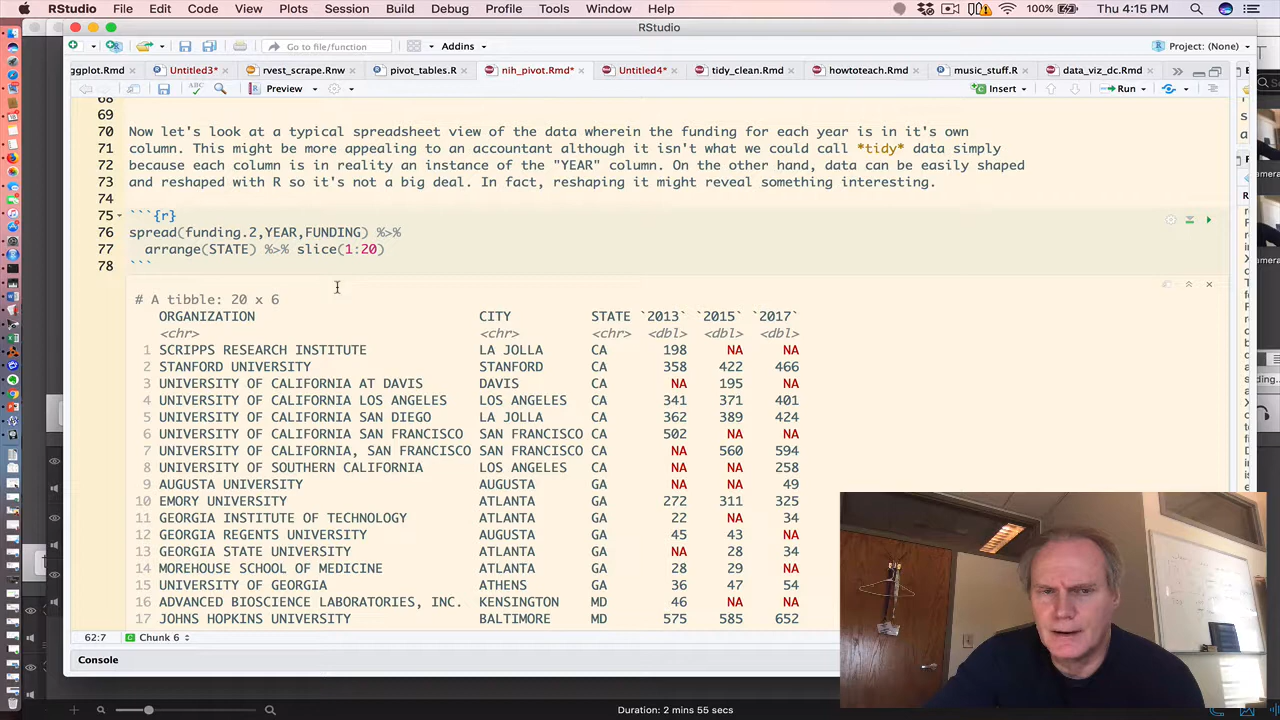 RStudio File Edit Code View Plots Session Build Debug Profile Tools Window Help 100% Thu 4:15 PM
RStudio
Go to file/function Addins Project: (None)
ggplot.Rmd Untitled3* rvest_scrape.Rnw pivot_tables.R nih_pivot.Rmd* Untitled4* tidy_clean.Rmd howtoteach.Rmd music_stuff.R data_viz_dc.Rmd
ABC Preview Insert Run
68
69
70 Now let's look at a typical spreadsheet view of the data wherein the funding for each year is in it's own
71 column. This might be more appealing to an accountant although it isn't what we could call *tidy* data simply
72 because each column is in reality an instance of the "YEAR" column. On the other hand, data can be easily shaped
73 and reshaped with R so it's not a big deal. In fact, reshaping it might reveal something interesting.
74
75 ```{r}
76 spread(funding.2,YEAR,FUNDING) %>%
77 arrange(STATE) %>% slice(1:20)
78 ```
# A tibble: 20 x 6
ORGANIZATION CITY STATE `2013` `2015` `2017`
<chr> <chr> <chr> <dbl> <dbl> <dbl>
1 SCRIPPS RESEARCH INSTITUTE LA JOLLA CA 198 NA NA
2 STANFORD UNIVERSITY STANFORD CA 358 422 466
3 UNIVERSITY OF CALIFORNIA AT DAVIS DAVIS CA NA 195 NA
4 UNIVERSITY OF CALIFORNIA LOS ANGELES LOS ANGELES CA 341 371 401
5 UNIVERSITY OF CALIFORNIA SAN DIEGO LA JOLLA CA 362 389 424
6 UNIVERSITY OF CALIFORNIA SAN FRANCISCO SAN FRANCISCO CA 502 NA NA
7 UNIVERSITY OF CALIFORNIA, SAN FRANCISCO SAN FRANCISCO CA NA 560 594
8 UNIVERSITY OF SOUTHERN CALIFORNIA LOS ANGELES CA NA NA 258
9 AUGUSTA UNIVERSITY AUGUSTA GA NA NA 49
10 EMORY UNIVERSITY ATLANTA GA 272 311 325
11 GEORGIA INSTITUTE OF TECHNOLOGY ATLANTA GA 22 NA 34
12 GEORGIA REGENTS UNIVERSITY AUGUSTA GA 45 43 NA
13 GEORGIA STATE UNIVERSITY ATLANTA GA NA 28 34
14 MOREHOUSE SCHOOL OF MEDICINE ATLANTA GA 28 29 NA
15 UNIVERSITY OF GEORGIA ATHENS GA 36 47 54
16 ADVANCED BIOSCIENCE LABORATORIES, INC. KENSINGTON MD 46 NA NA
17 JOHNS HOPKINS UNIVERSITY BALTIMORE MD 575 585 652
62:7 Chunk 6
Console
Duration: 2 mins 55 secs